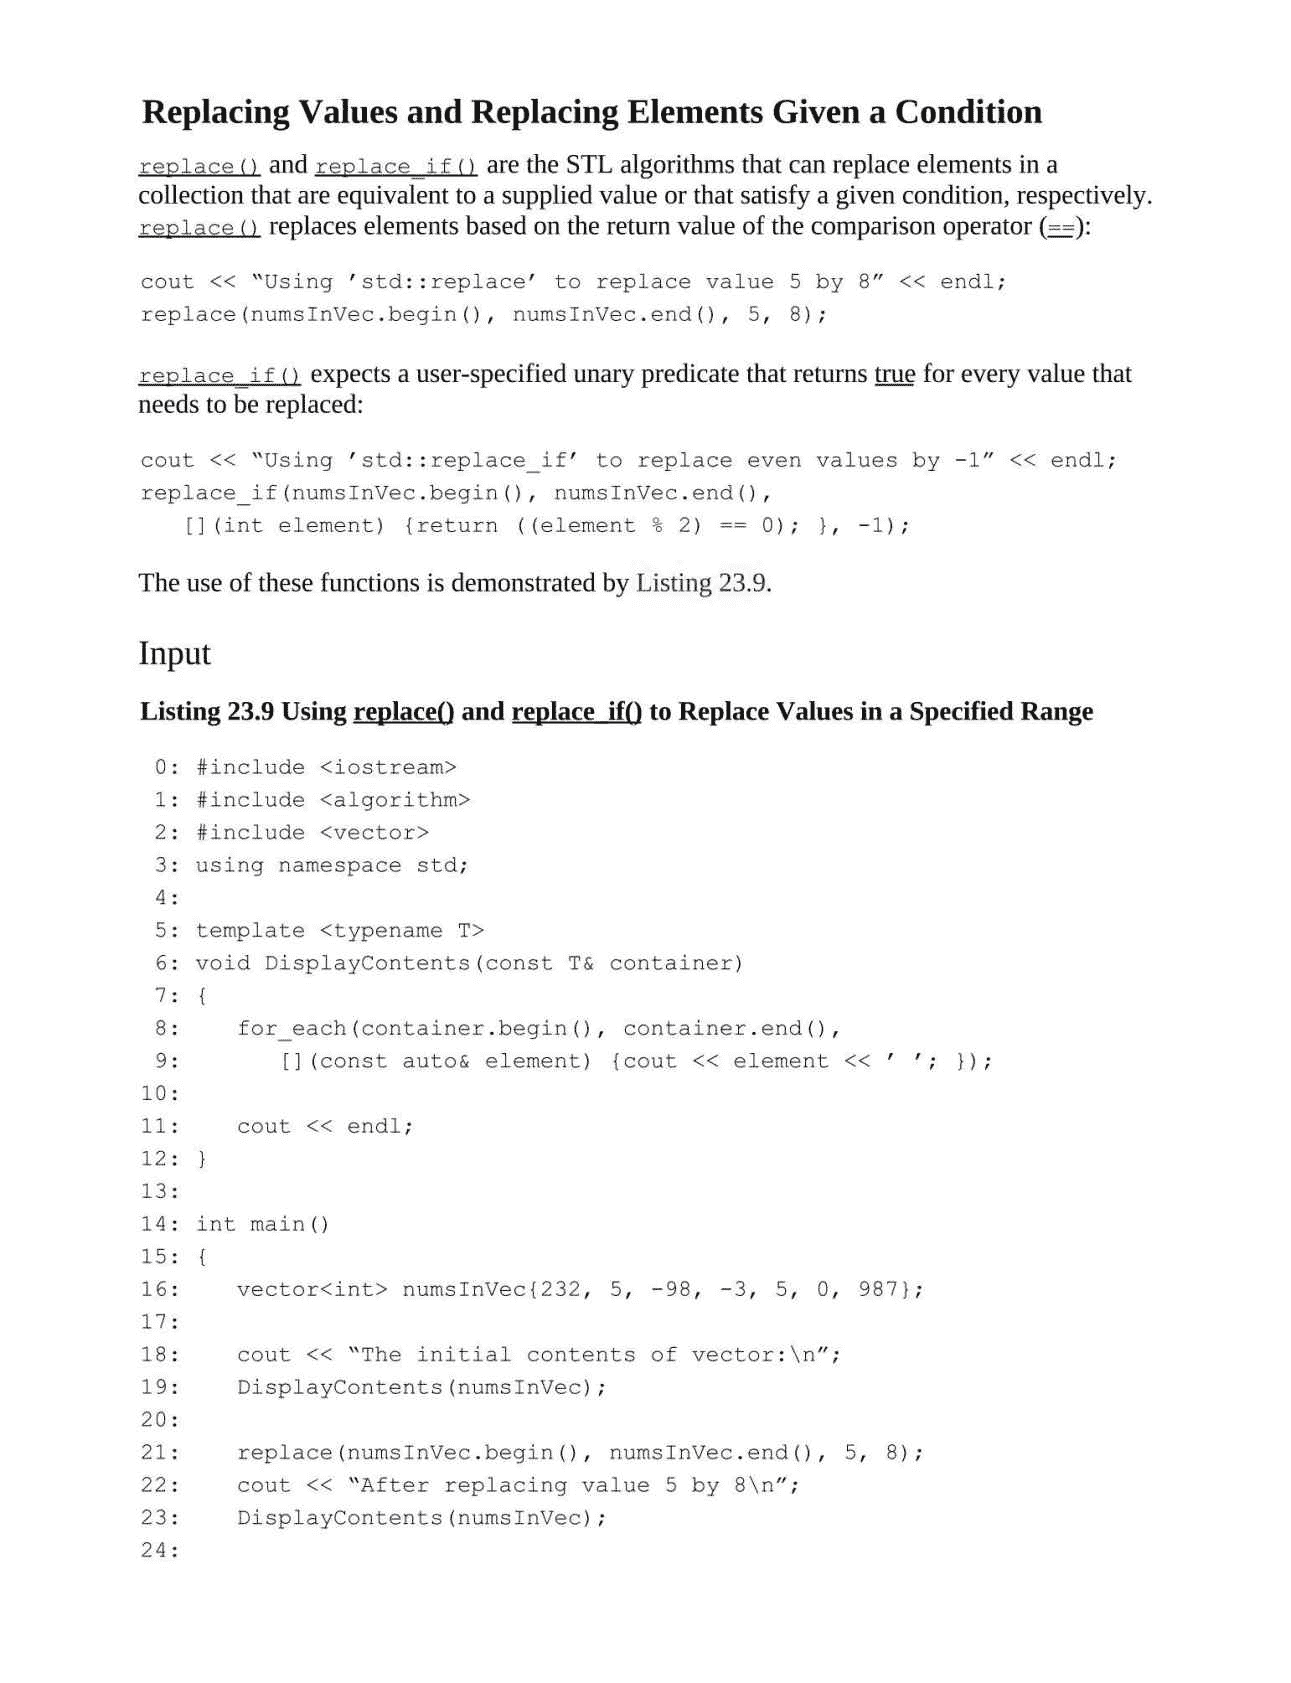 Replacing Values and Replacing Elements Given a Condition
replace() and replace_if() are the STL algorithms that can replace elements in a
collection that are equivalent to a supplied value or that satisfy a given condition, respectively.
replace() replaces elements based on the return value of the comparison operator (==):
cout << “Using ’std::replace’ to replace value 5 by 8” << endl;
replace(numsInVec.begin(), numsInVec.end(), 5, 8);
replace_if() expects a user-specified unary predicate that returns true for every value that
needs to be replaced:
cout << “Using ’std::replace_if’ to replace even values by -1” << endl;
replace_if(numsInVec.begin(), numsInVec.end(),
   [](int element) {return ((element % 2) == 0); }, -1);
The use of these functions is demonstrated by Listing 23.9.
Input
Listing 23.9 Using replace() and replace_if() to Replace Values in a Specified Range
 0: #include <iostream>
 1: #include <algorithm>
 2: #include <vector>
 3: using namespace std;
 4:
 5: template <typename T>
 6: void DisplayContents(const T& container)
 7: {
 8:    for_each(container.begin(), container.end(),
 9:       [](const auto& element) {cout << element << ’ ’; });
10:
11:    cout << endl;
12: }
13:
14: int main()
15: {
16:    vector<int> numsInVec{232, 5, -98, -3, 5, 0, 987};
17:
18:    cout << “The initial contents of vector:\n”;
19:    DisplayContents(numsInVec);
20:
21:    replace(numsInVec.begin(), numsInVec.end(), 5, 8);
22:    cout << “After replacing value 5 by 8\n”;
23:    DisplayContents(numsInVec);
24: